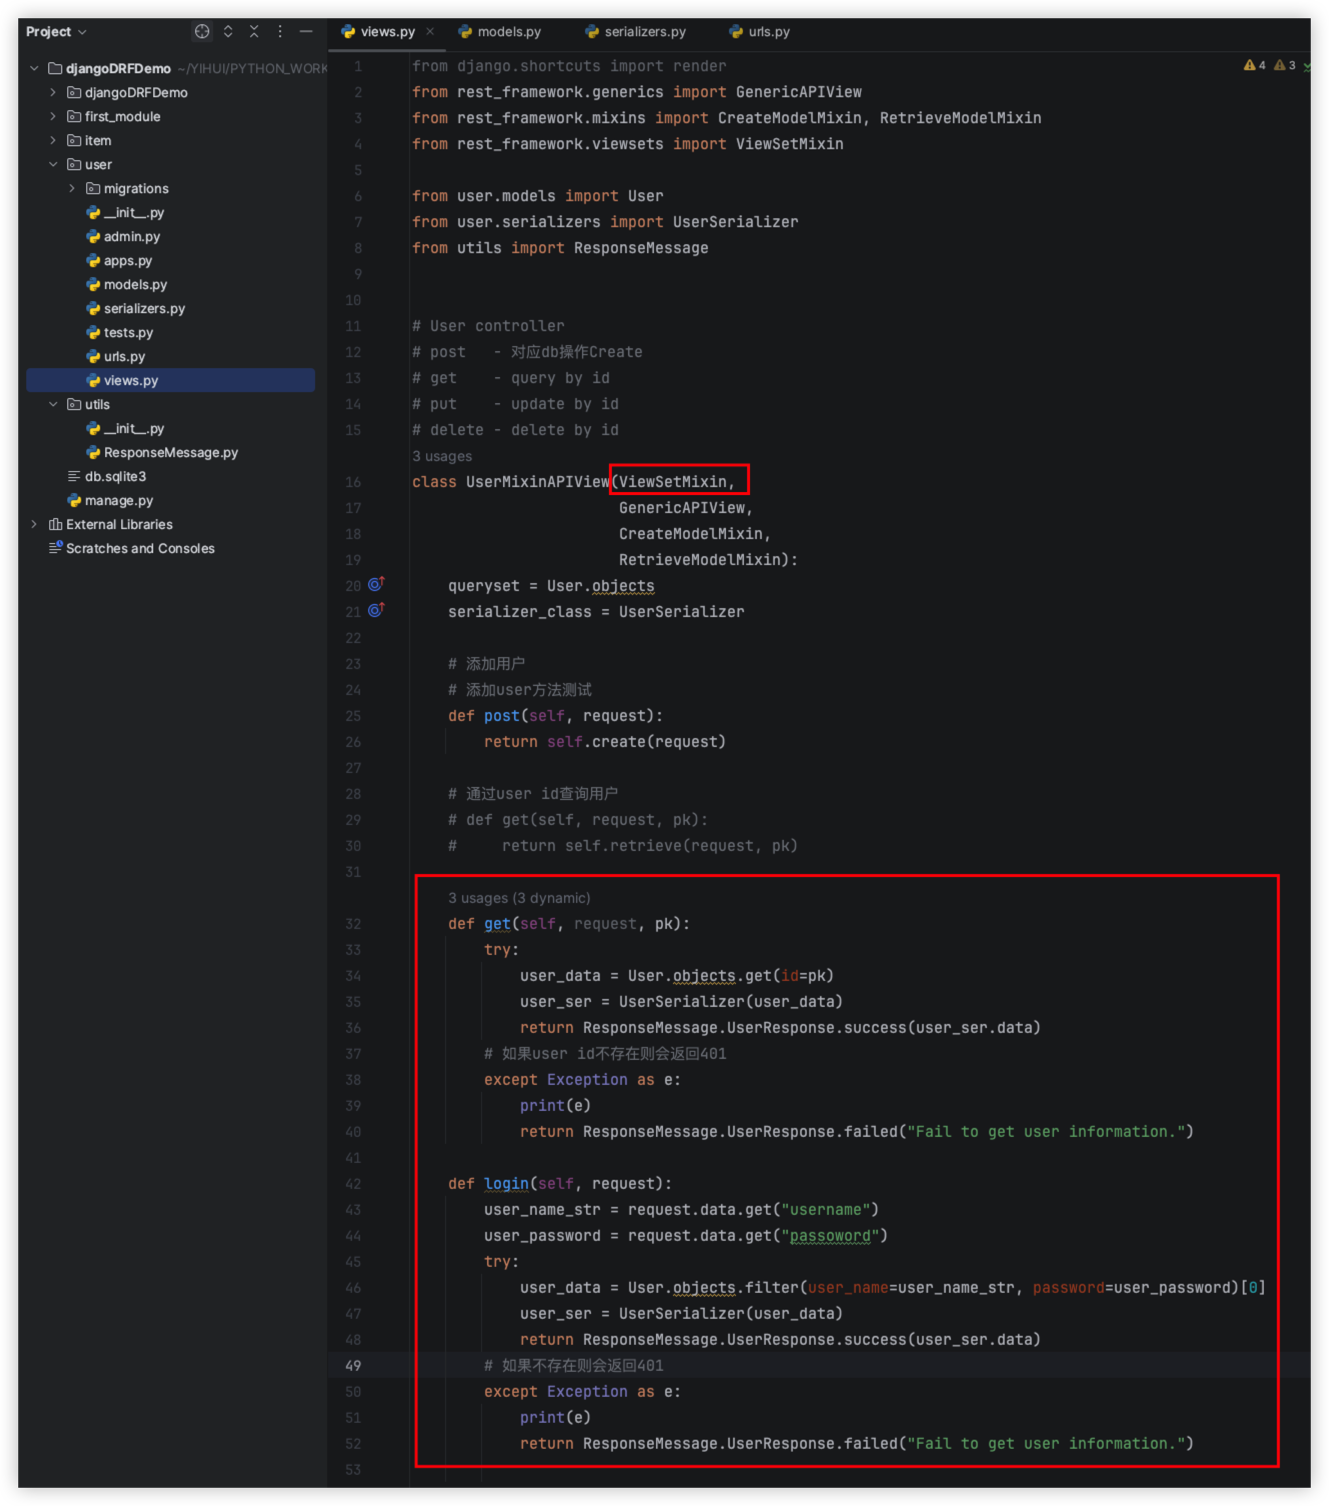 Project
views.py
models.py
serializers.py
urls.py
djangoDRFDemo ~/YIHUI/PYTHON_WORK
djangoDRFDemo
first_module
item
user
migrations
__init__.py
admin.py
apps.py
models.py
serializers.py
tests.py
urls.py
views.py
utils
__init__.py
ResponseMessage.py
db.sqlite3
manage.py
External Libraries
Scratches and Consoles
4 3
1 from django.shortcuts import render
2 from rest_framework.generics import GenericAPIView
3 from rest_framework.mixins import CreateModelMixin, RetrieveModelMixin
4 from rest_framework.viewsets import ViewSetMixin
5
6 from user.models import User
7 from user.serializers import UserSerializer
8 from utils import ResponseMessage
9
10
11 # User controller
12 # post   - 对应db操作Create
13 # get    - query by id
14 # put    - update by id
15 # delete - delete by id
3 usages
16 class UserMixinAPIView(ViewSetMixin,
17                        GenericAPIView,
18                        CreateModelMixin,
19                        RetrieveModelMixin):
20     queryset = User.objects
21     serializer_class = UserSerializer
22
23     # 添加用户
24     # 添加user方法测试
25     def post(self, request):
26         return self.create(request)
27
28     # 通过user id查询用户
29     # def get(self, request, pk):
30     #     return self.retrieve(request, pk)
31
3 usages (3 dynamic)
32     def get(self, request, pk):
33         try:
34             user_data = User.objects.get(id=pk)
35             user_ser = UserSerializer(user_data)
36             return ResponseMessage.UserResponse.success(user_ser.data)
37         # 如果user id不存在则会返回401
38         except Exception as e:
39             print(e)
40             return ResponseMessage.UserResponse.failed("Fail to get user information.")
41
42     def login(self, request):
43         user_name_str = request.data.get("username")
44         user_password = request.data.get("passoword")
45         try:
46             user_data = User.objects.filter(user_name=user_name_str, password=user_password)[0]
47             user_ser = UserSerializer(user_data)
48             return ResponseMessage.UserResponse.success(user_ser.data)
49         # 如果不存在则会返回401
50         except Exception as e:
51             print(e)
52             return ResponseMessage.UserResponse.failed("Fail to get user information.")
53